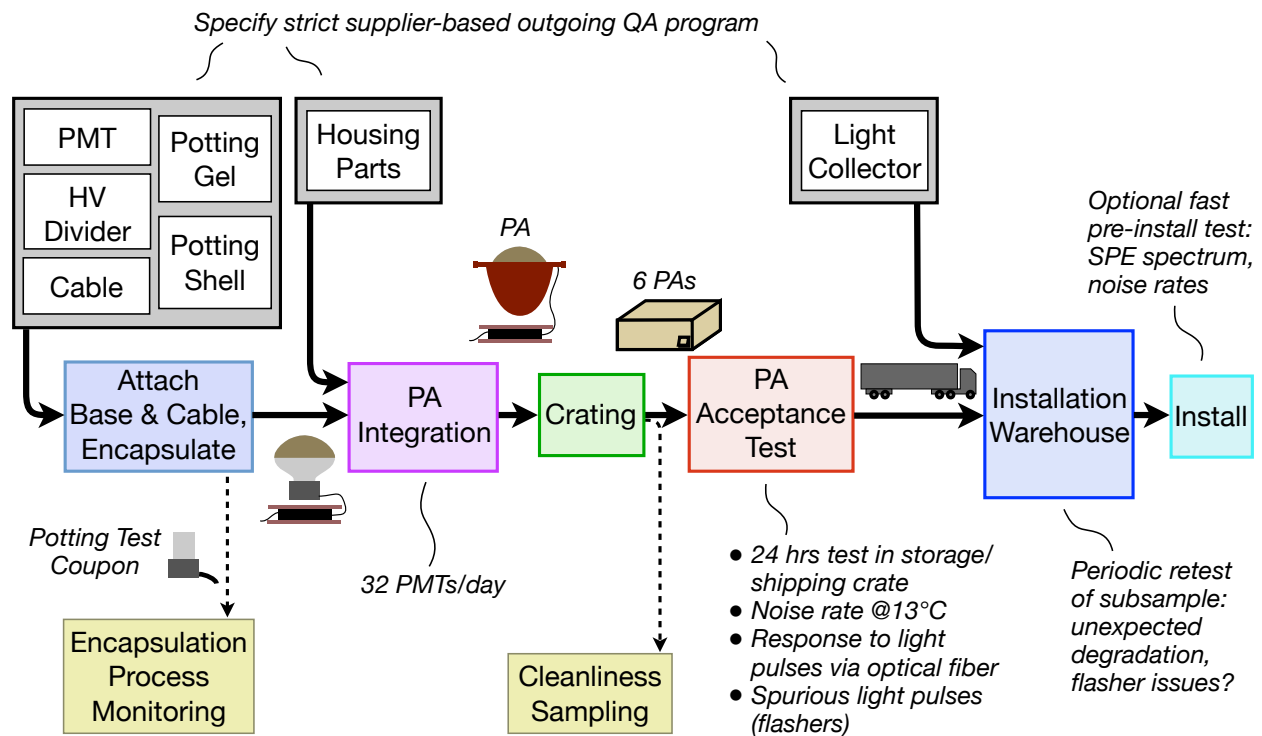 Specify strict supplier-based outgoing QA program
PMT
HV
Divider
Cable
Potting
Gel
Potting
Shell
Housing
Parts
Light
Collector
PA
6 PAs
Optional fast
pre-install test:
SPE spectrum,
noise rates
Attach
Base & Cable,
Encapsulate
PA
Integration
Crating
PA
Acceptance
Test
Installation
Warehouse
Install
Potting Test
Coupon
32 PMTs/day
● 24 hrs test in storage/
shipping crate
● Noise rate @13°C
● Response to light
pulses via optical fiber
● Spurious light pulses
(flashers)
Periodic retest
of subsample:
unexpected
degradation,
flasher issues?
Encapsulation
Process
Monitoring
Cleanliness
Sampling